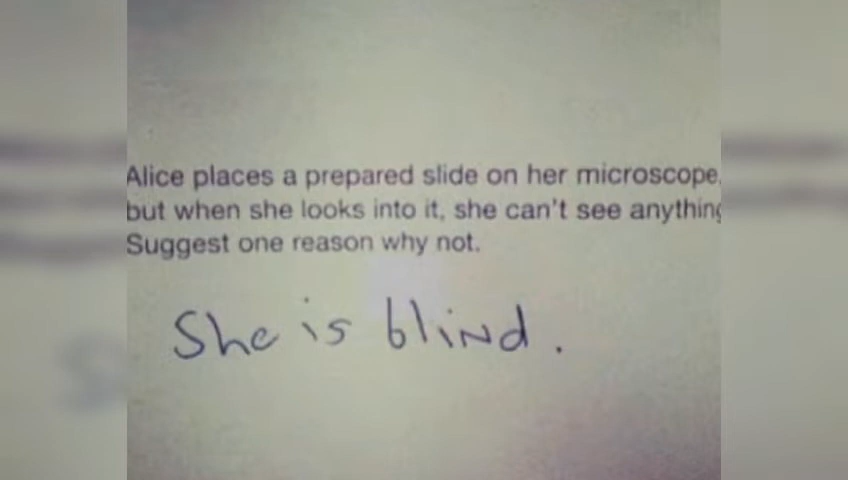 Alice places a prepared slide on her microscope,
but when she looks into it, she can't see anything
Suggest one reason why not.
She is blind.